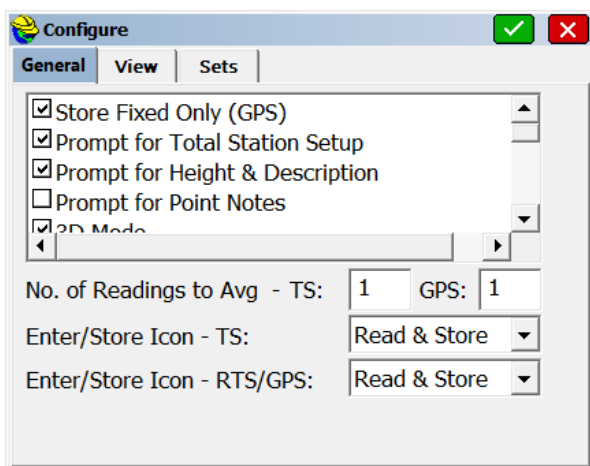 Configure
General View Sets
Store Fixed Only (GPS)
Prompt for Total Station Setup
Prompt for Height & Description
Prompt for Point Notes
3D Mode
No. of Readings to Avg - TS: 1 GPS: 1
Enter/Store Icon - TS: Read & Store
Enter/Store Icon - RTS/GPS: Read & Store